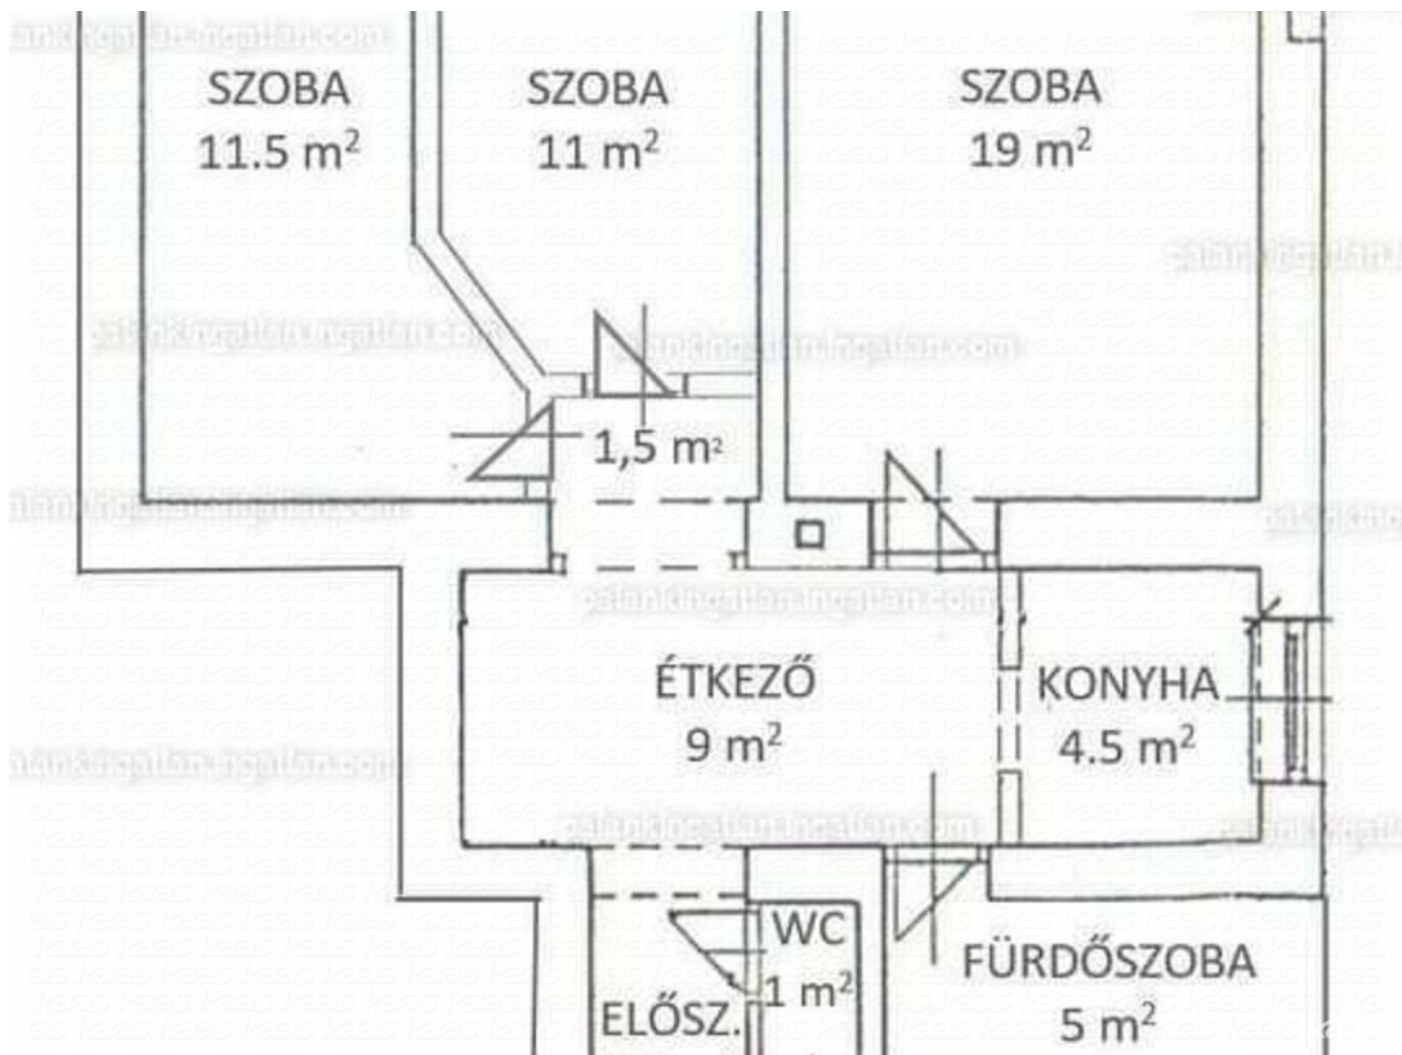 SZOBA
11.5 m²
SZOBA
11 m²
SZOBA
19 m²
1,5 m²
ÉTKEZŐ
9 m²
KONYHA
4.5 m²
WC
1 m²
ELŐSZ.
FÜRDŐSZOBA
5 m²